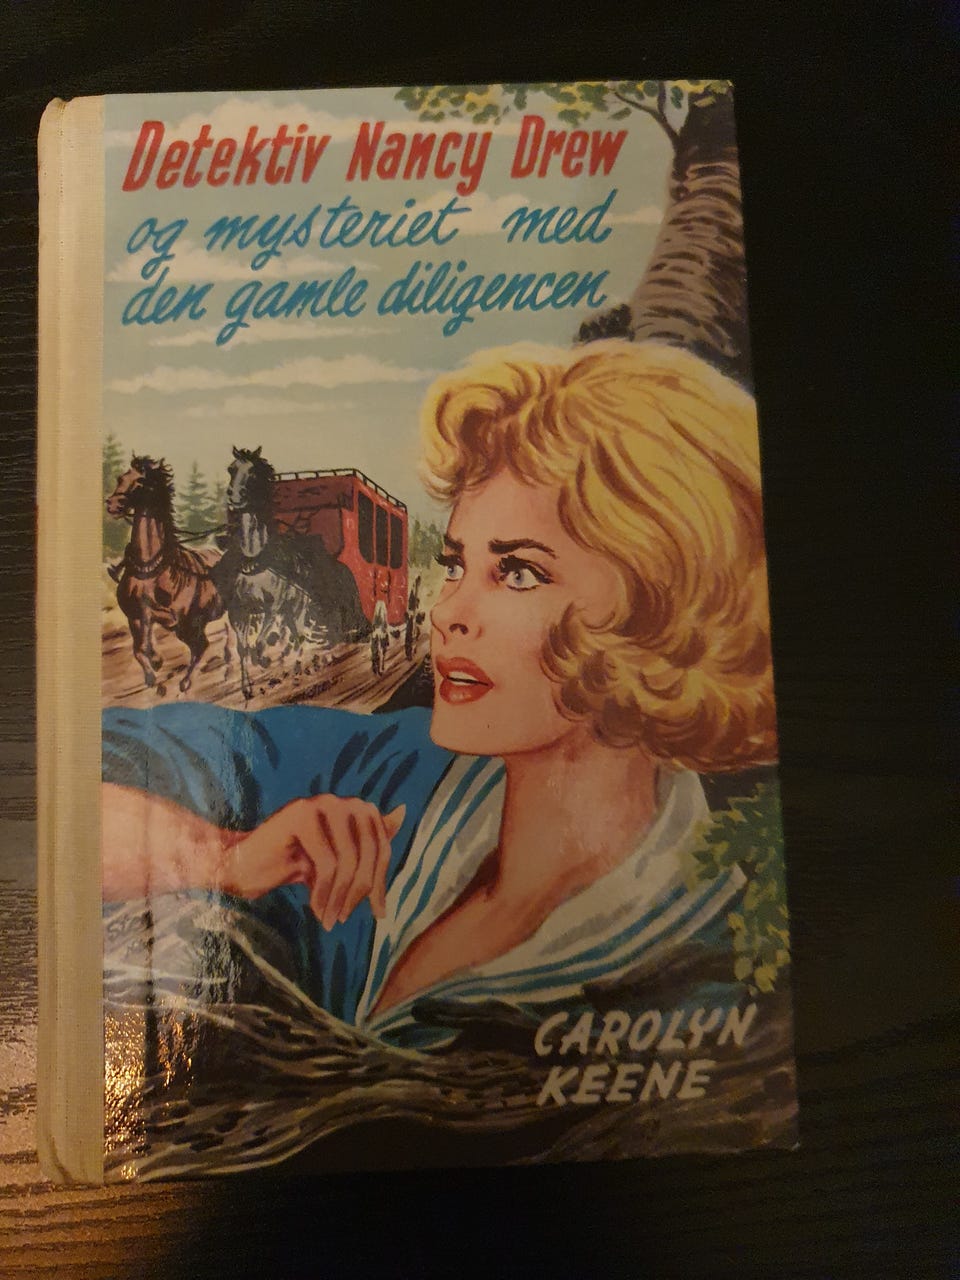 Detektiv Nancy Drew
og mysteriet med
den gamle diligencen
CAROLYN
KEENE